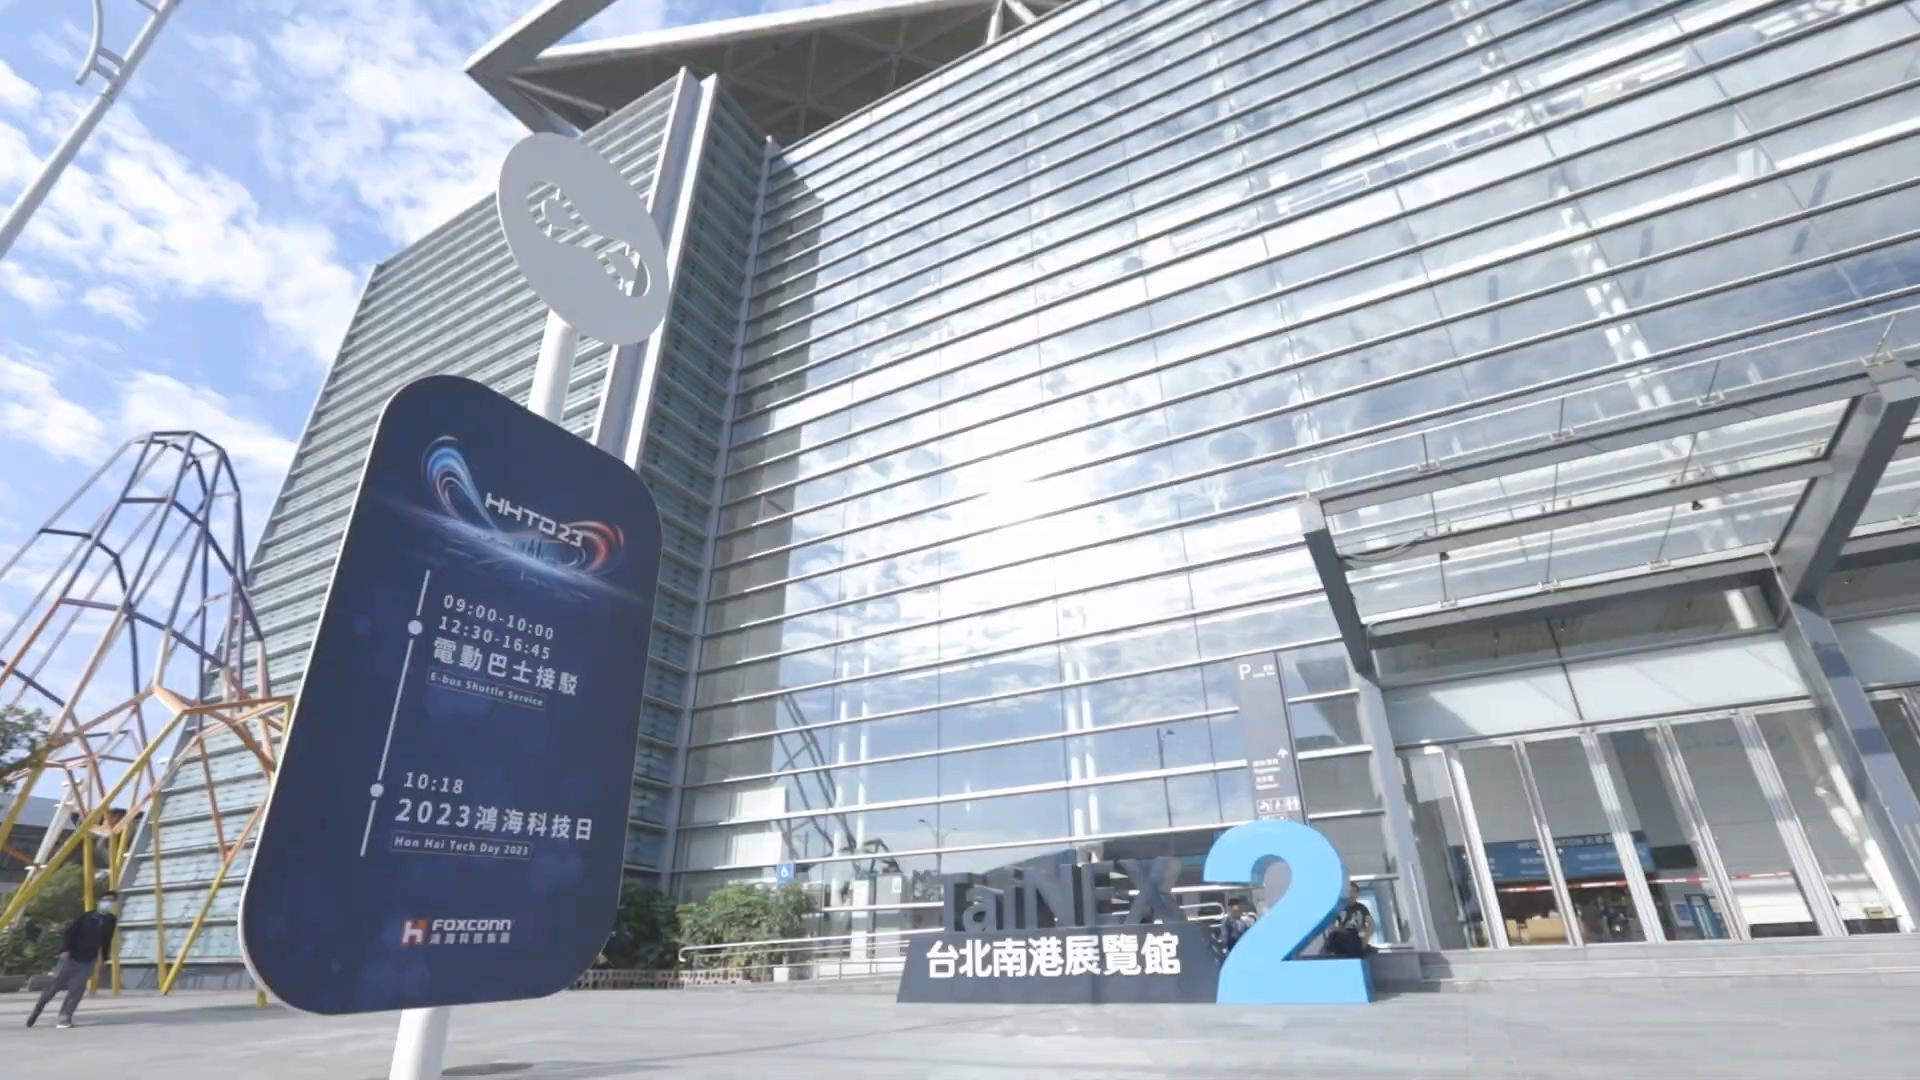 HHTD23
09:00-10:00
12:30-16:45
電動巴士接駁
E-bus Shuttle Service
10:18
2023鴻海科技日
Hon Hai Tech Day 2023
FOXCONN
鴻海科技集團
P
TaiNEX 2
台北南港展覽館
INFORMATION